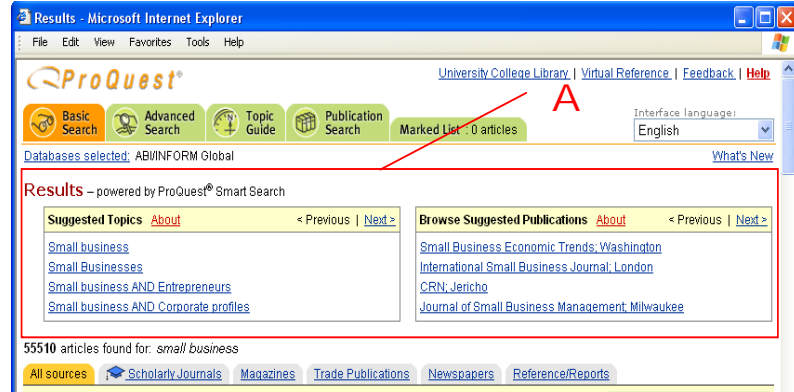 Results - Microsoft Internet Explorer
File Edit View Favorites Tools Help
ProQuest®
University College Library | Virtual Reference | Feedback | Help
A
Basic Search
Advanced Search
Topic Guide
Publication Search
Marked List : 0 articles
Interface language:
English
Databases selected: ABI/INFORM Global
What's New
Results – powered by ProQuest® Smart Search
Suggested Topics About < Previous | Next >
Small business
Small Businesses
Small business AND Entrepreneurs
Small business AND Corporate profiles
Browse Suggested Publications About < Previous | Next >
Small Business Economic Trends; Washington
International Small Business Journal; London
CRN; Jericho
Journal of Small Business Management; Milwaukee
55510 articles found for: small business
All sources Scholarly Journals Magazines Trade Publications Newspapers Reference/Reports